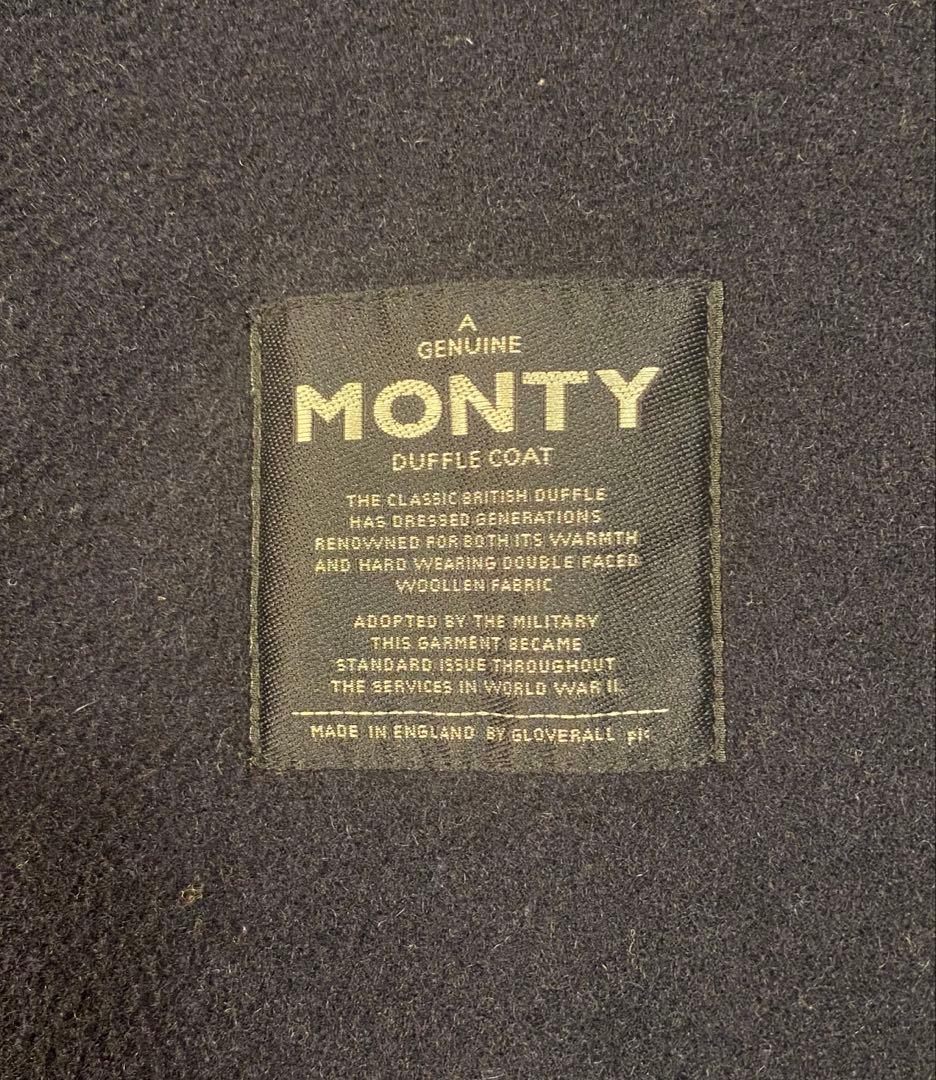 A
GENUINE
MONTY
DUFFLE COAT
THE CLASSIC BRITISH DUFFLE
HAS DRESSED GENERATIONS
RENOWNED FOR BOTH ITS WARMTH
AND HARD WEARING DOUBLE FACED
WOOLLEN FABRIC
ADOPTED BY THE MILITARY
THIS GARMENT BECAME
STANDARD ISSUE THROUGHOUT
THE SERVICES IN WORLD WAR II.
MADE IN ENGLAND BY GLOVERALL plc